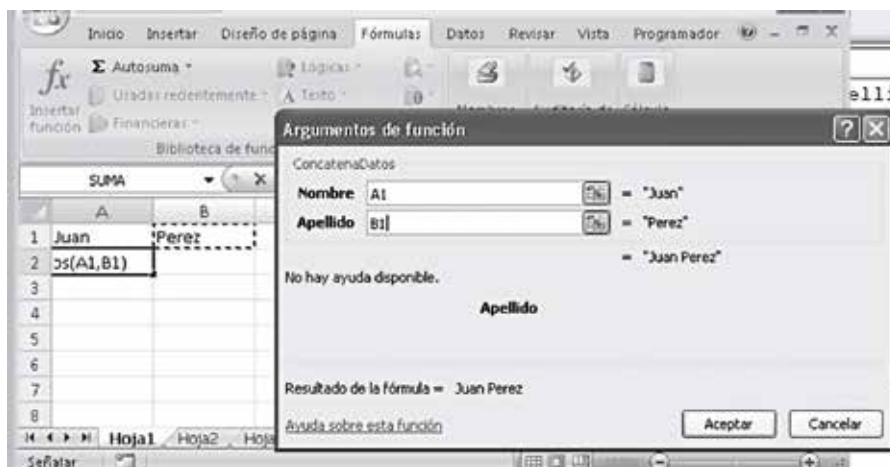 Inicio Insertar Diseño de página Fórmulas Datos Revisar Vista Programador
fx Σ Autosuma Lógicas
Insertar función Usadas recientemente Texto
Financieras
Biblioteca de func
elli
SUMA
A B
1 Juan Perez
2 os(A1,B1)
3
4
5
6
7
8
Hoja1 Hoja2 Hoja
Señalar
Argumentos de función
ConcatenaDatos
Nombre A1 = "Juan"
Apellido B1 = "Perez"
= "Juan Perez"
No hay ayuda disponible.
Apellido
Resultado de la fórmula = Juan Perez
Ayuda sobre esta función Aceptar Cancelar